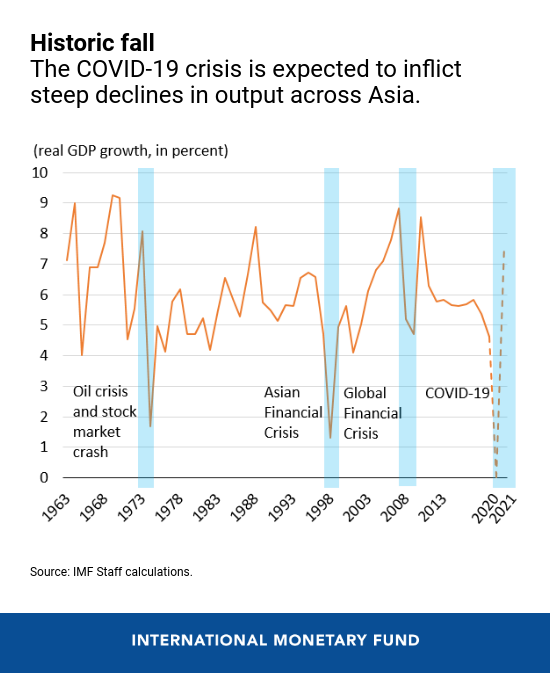 Historic fall
The COVID-19 crisis is expected to inflict
steep declines in output across Asia.
(real GDP growth, in percent)
10
9
8
7
6
5
4
3
2
1
0
Oil crisis
and stock
market
crash
Asian
Financial
Crisis
Global
Financial
Crisis
COVID-19
1963
1968
1973
1978
1983
1988
1993
1998
2003
2008
2013
2020
2021
Source: IMF Staff calculations.
INTERNATIONAL MONETARY FUND